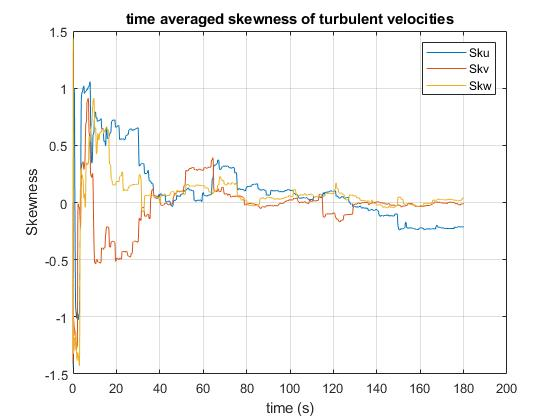 time averaged skewness of turbulent velocities
1.5
1
0.5
0
-0.5
-1
-1.5
Skewness
Sku
Skv
Skw
0 20 40 60 80 100 120 140 160 180 200
time (s)